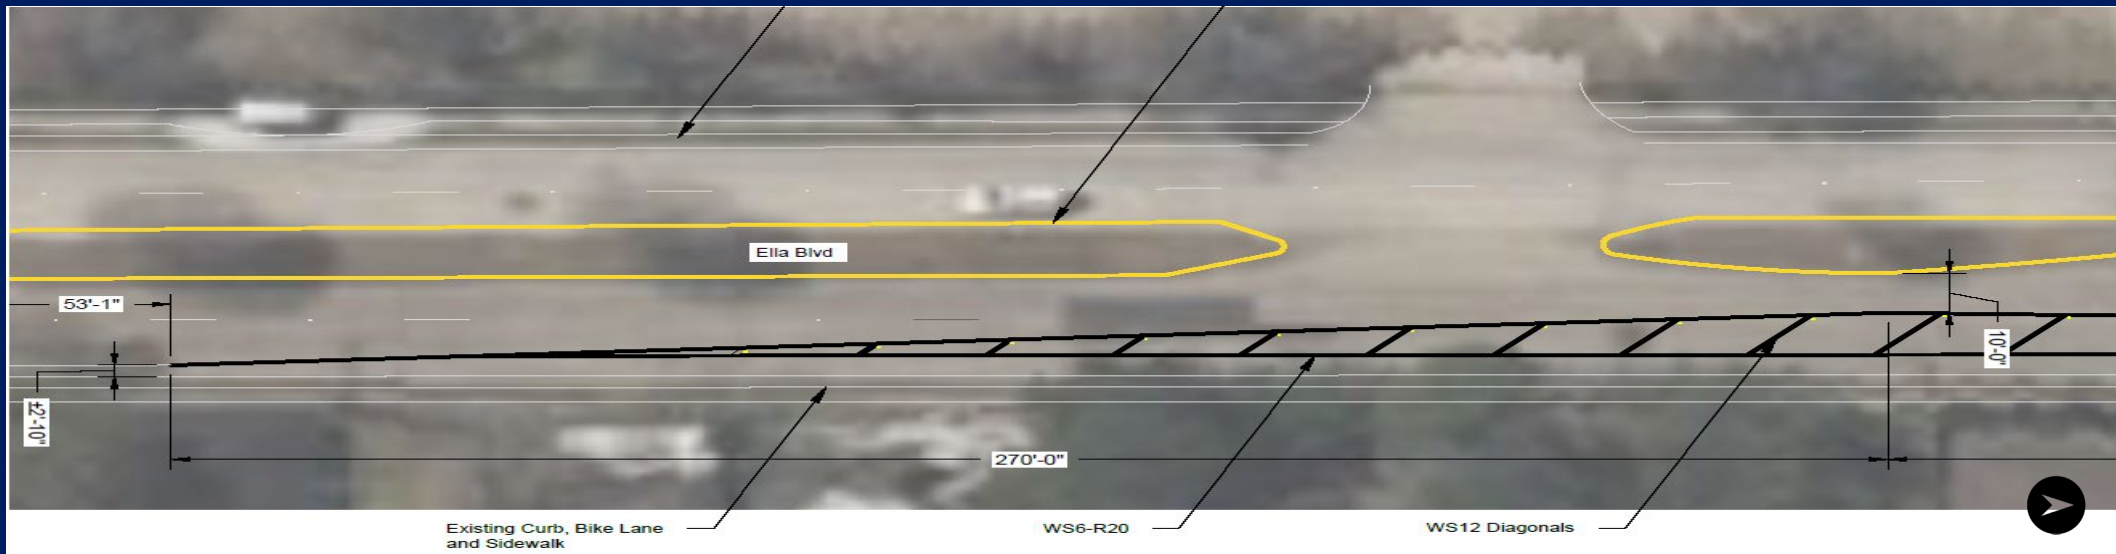 Ella Blvd
53'-1"
10'-0"
±2'-10"
270'-0"
Existing Curb, Bike Lane
and Sidewalk
WS6-R20
WS12 Diagonals